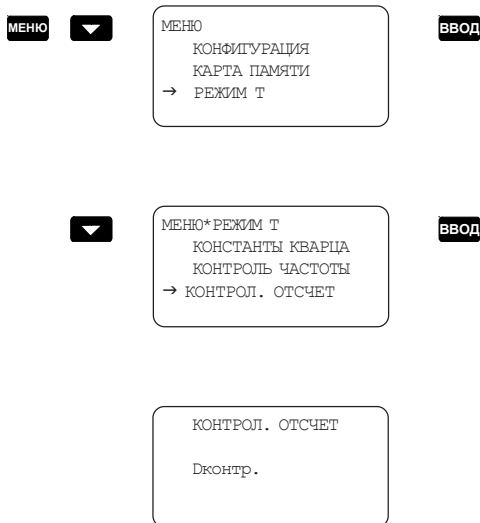 МЕНЮ
МЕНЮ
КОНФИГУРАЦИЯ
КАРТА ПАМЯТИ
→ РЕЖИМ Т
ВВОД
МЕНЮ*РЕЖИМ Т
КОНСТАНТЫ КВАРЦА
КОНТРОЛЬ ЧАСТОТЫ
→ КОНТРОЛ. ОТСЧЕТ
ВВОД
КОНТРОЛ. ОТСЧЕТ
Dконтр.